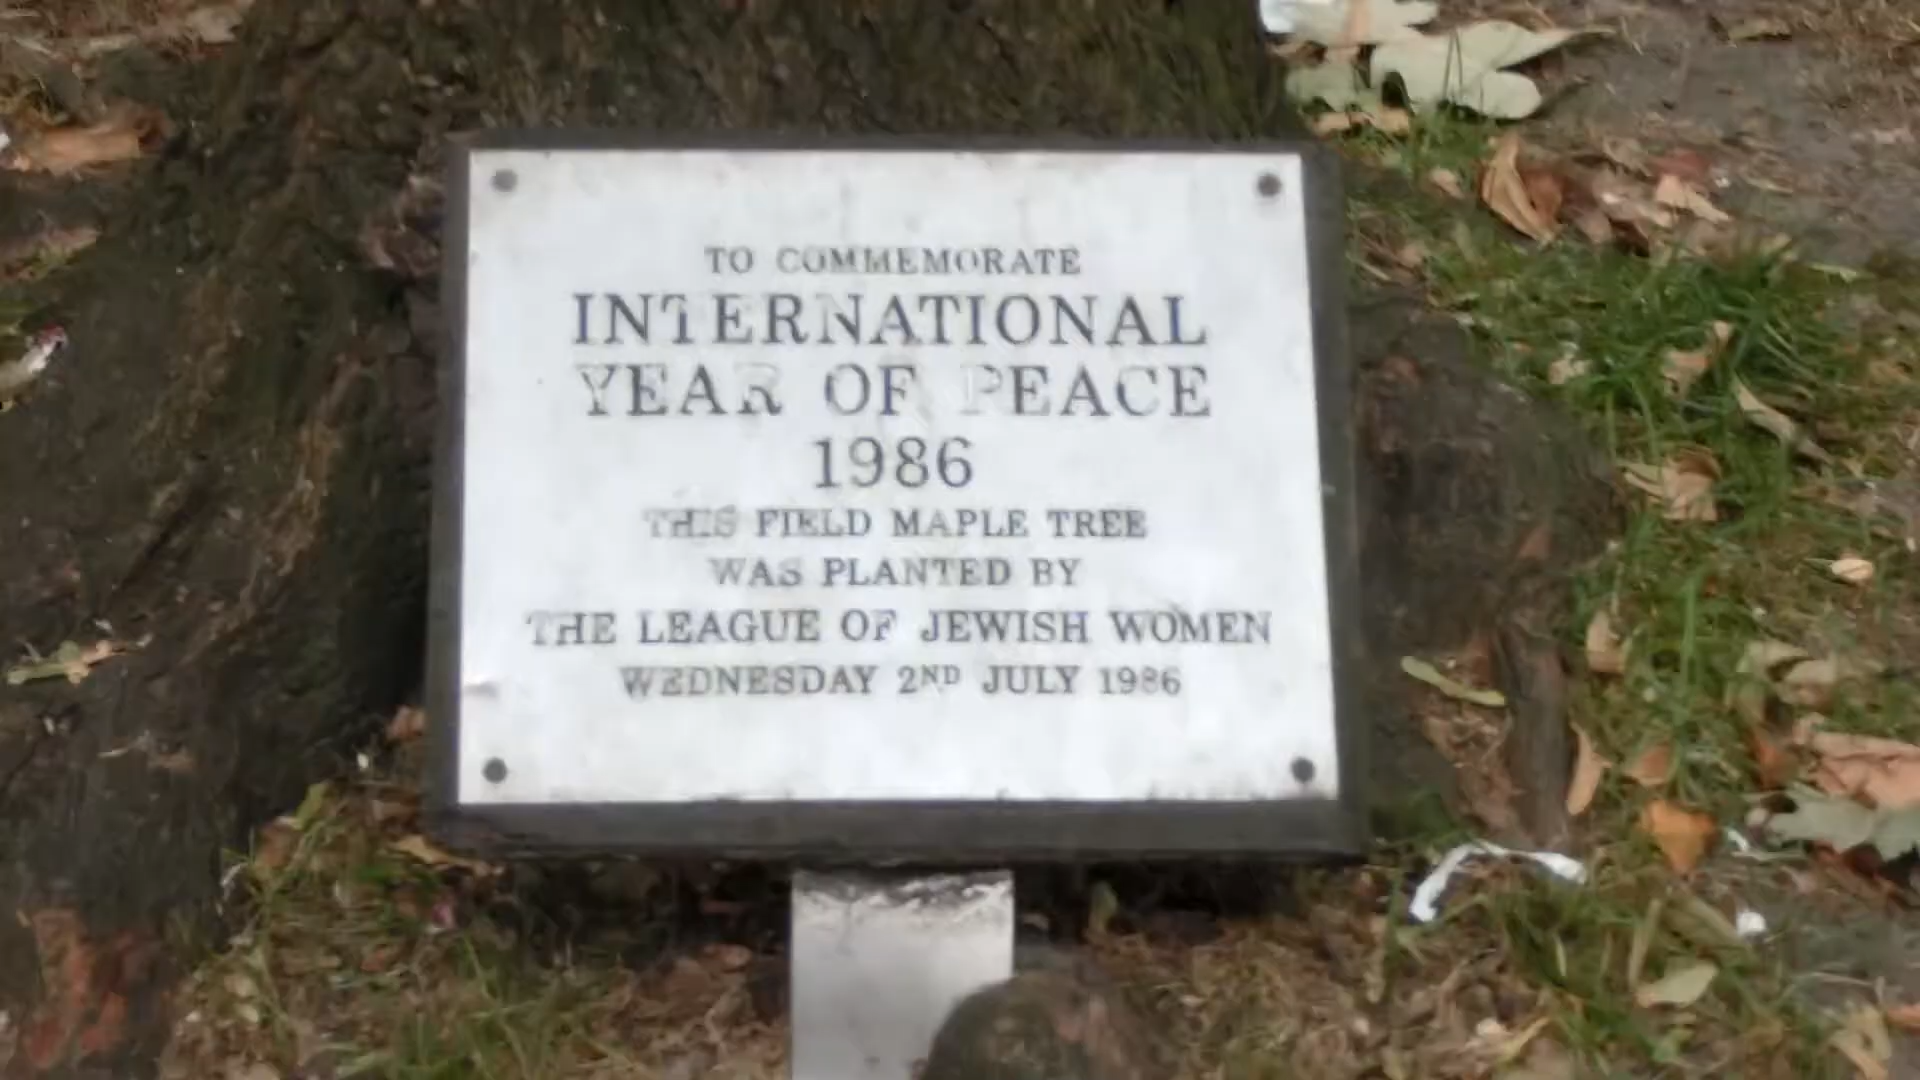 TO COMMEMORATE
INTERNATIONAL
YEAR OF PEACE
1986
THIS FIELD MAPLE TREE
WAS PLANTED BY
THE LEAGUE OF JEWISH WOMEN
WEDNESDAY 2ND JULY 1986